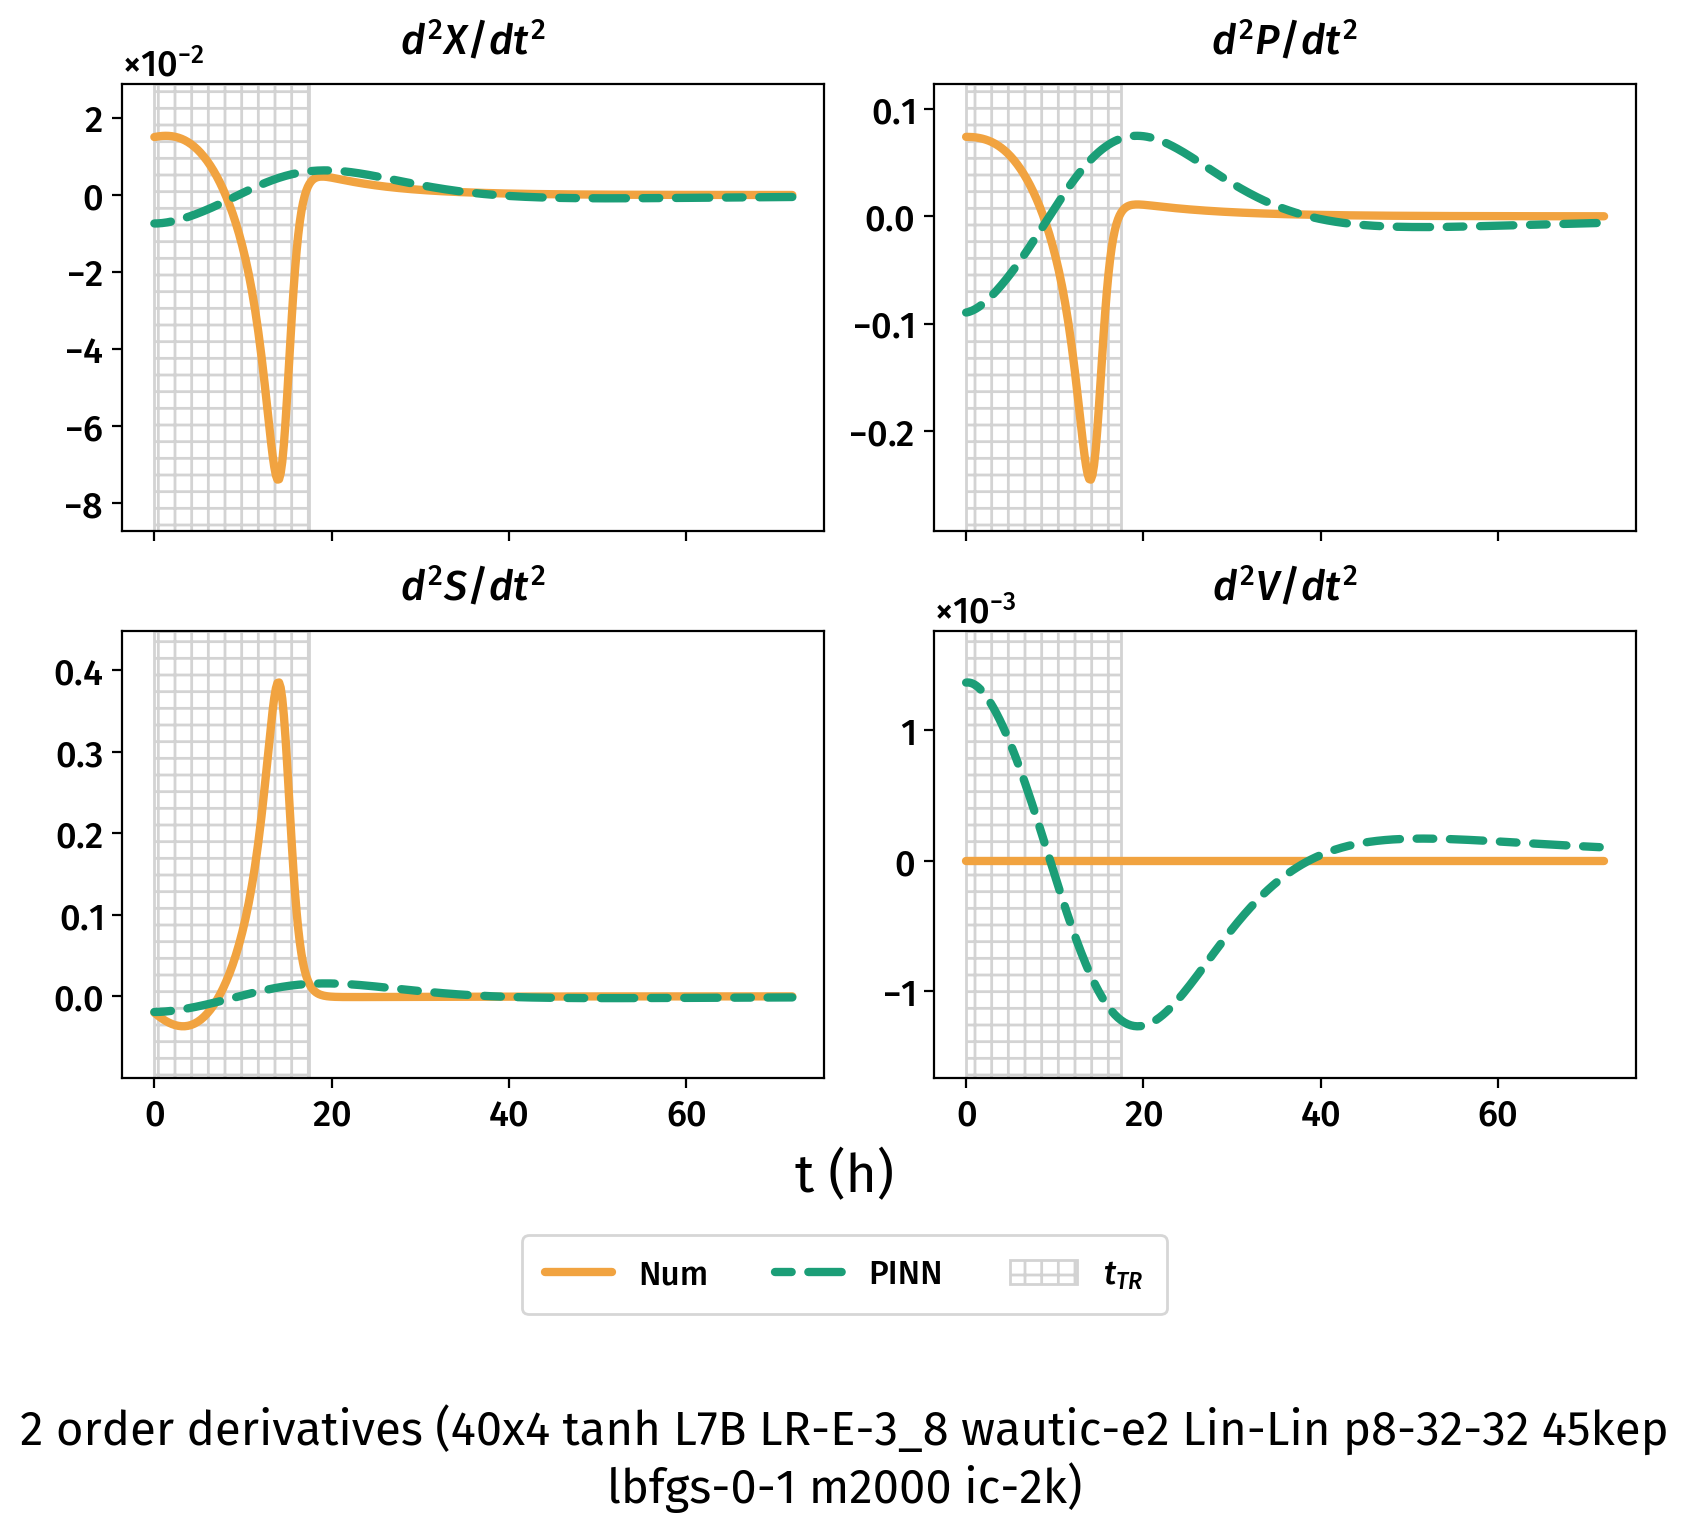 d²X/dt²
×10⁻²
2
0
−2
−4
−6
−8
d²P/dt²
0.1
0.0
−0.1
−0.2
d²S/dt²
0.4
0.3
0.2
0.1
0.0
0 20 40 60
d²V/dt²
×10⁻³
1
0
−1
0 20 40 60
t (h)
Num PINN t_TR
2 order derivatives (40x4 tanh L7B LR-E-3_8 wautic-e2 Lin-Lin p8-32-32 45kep
lbfgs-0-1 m2000 ic-2k)